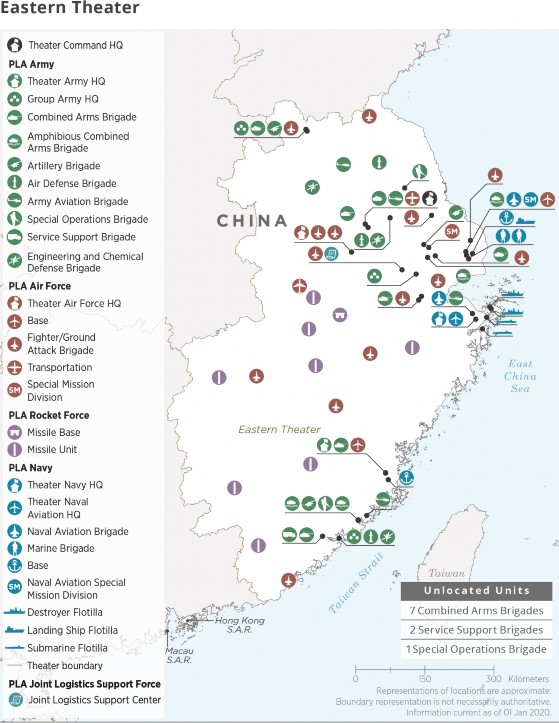 Eastern Theater
Theater Command HQ
PLA Army
Theater Army HQ
Group Army HQ
Combined Arms Brigade
Amphibious Combined
Arms Brigade
Artillery Brigade
Air Defense Brigade
Army Aviation Brigade
Special Operations Brigade
Service Support Brigade
Engineering and Chemical
Defense Brigade
PLA Air Force
Theater Air Force HQ
Base
Fighter/Ground
Attack Brigade
Transportation
SM
Special Mission
Division
PLA Rocket Force
Missile Base
Missile Unit
PLA Navy
Theater Navy HQ
Theater Naval
Aviation HQ
Naval Aviation Brigade
Marine Brigade
Base
SM
Naval Aviation Special
Mission Division
Destroyer Flotilla
Landing Ship Flotilla
Submarine Flotilla
Theater boundary
PLA Joint Logistics Support Force
Joint Logistics Support Center
CHINA
SM
SM
East
China
Sea
Eastern Theater
Taiwan Strait
Taiwan
Hong Kong
S.A.R.
Macau
S.A.R.
Unlocated Units
7 Combined Arms Brigades
2 Service Support Brigades
1 Special Operations Brigade
0 150 300 Kilometers
Representations of locations are approximate.
Boundary representation is not necessarily authoritative.
Information current as of 01 Jan 2020.